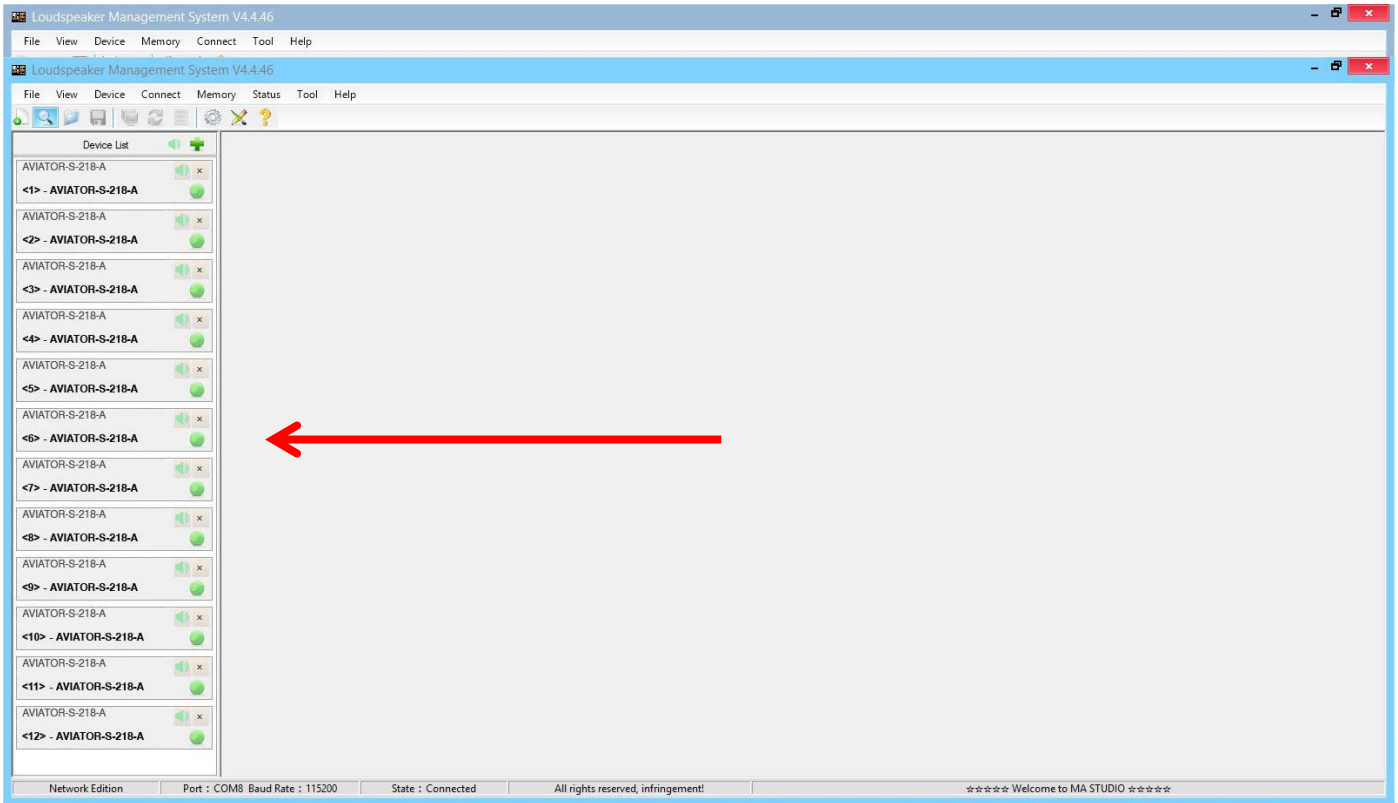 Loudspeaker Management System V4.4.46
File View Device Memory Connect Tool Help
Loudspeaker Management System V4.4.46
File View Device Connect Memory Status Tool Help
Device List
AVIATOR-S-218-A
<1> - AVIATOR-S-218-A
AVIATOR-S-218-A
<2> - AVIATOR-S-218-A
AVIATOR-S-218-A
<3> - AVIATOR-S-218-A
AVIATOR-S-218-A
<4> - AVIATOR-S-218-A
AVIATOR-S-218-A
<5> - AVIATOR-S-218-A
AVIATOR-S-218-A
<6> - AVIATOR-S-218-A
AVIATOR-S-218-A
<7> - AVIATOR-S-218-A
AVIATOR-S-218-A
<8> - AVIATOR-S-218-A
AVIATOR-S-218-A
<9> - AVIATOR-S-218-A
AVIATOR-S-218-A
<10> - AVIATOR-S-218-A
AVIATOR-S-218-A
<11> - AVIATOR-S-218-A
AVIATOR-S-218-A
<12> - AVIATOR-S-218-A
Network Edition Port : COM8 Baud Rate : 115200 State : Connected All rights reserved, infringement! ☆☆☆☆☆ Welcome to MA STUDIO ☆☆☆☆☆